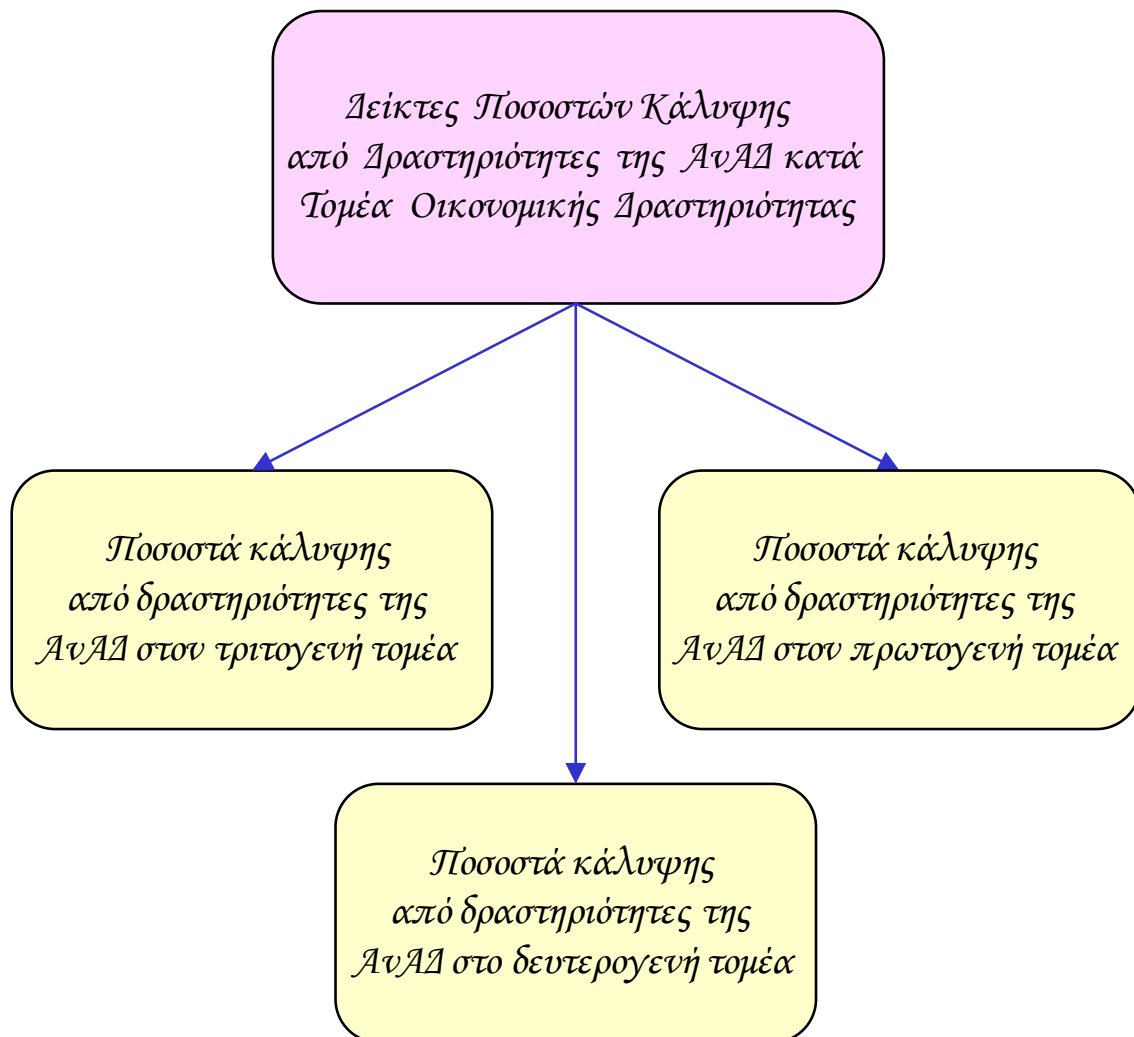 Δείκτες Ποσοστών Κάλυψης
από Δραστηριότητες της ΑνΑΔ κατά
Τομέα Οικονομικής Δραστηριότητας
Ποσοστά κάλυψης
από δραστηριότητες της
ΑνΑΔ στον τριτογενή τομέα
Ποσοστά κάλυψης
από δραστηριότητες της
ΑνΑΔ στον πρωτογενή τομέα
Ποσοστά κάλυψης
από δραστηριότητες της
ΑνΑΔ στο δευτερογενή τομέα